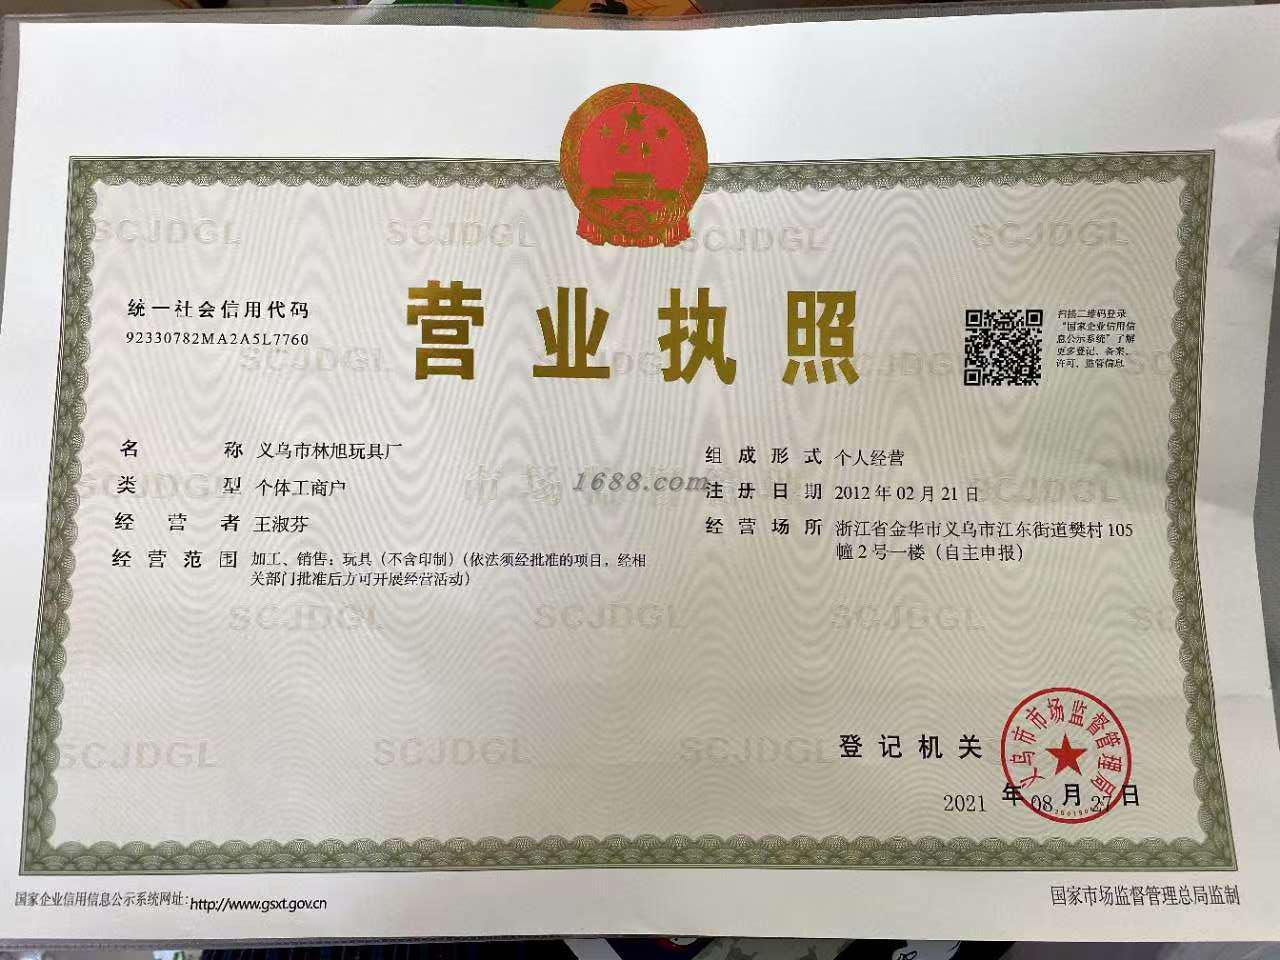 SCJDGL SCJDGL SCJDGL SCJDGL
统一社会信用代码
92330782MA2A5L7760
营业执照
扫描二维码登录
“国家企业信用信
息公示系统”了解
更多登记、备案、
许可、监管信息
名称 义乌市林旭玩具厂
类型 个体工商户
经营者 王淑芬
经营范围 加工、销售：玩具（不含印制）（依法须经批准的项目，经相
关部门批准后方可开展经营活动）
1688.com
组成形式 个人经营
注册日期 2012年02月21日
经营场所 浙江省金华市义乌市江东街道樊村105
幢2号一楼（自主申报）
SCJDGL SCJDGL SCJDGL
SCJDGL SCJDGL SCJDGL
登记机关
义乌市市场监督管理局
2021年08月27日
国家企业信用信息公示系统网址：http://www.gsxt.gov.cn
国家市场监督管理总局监制